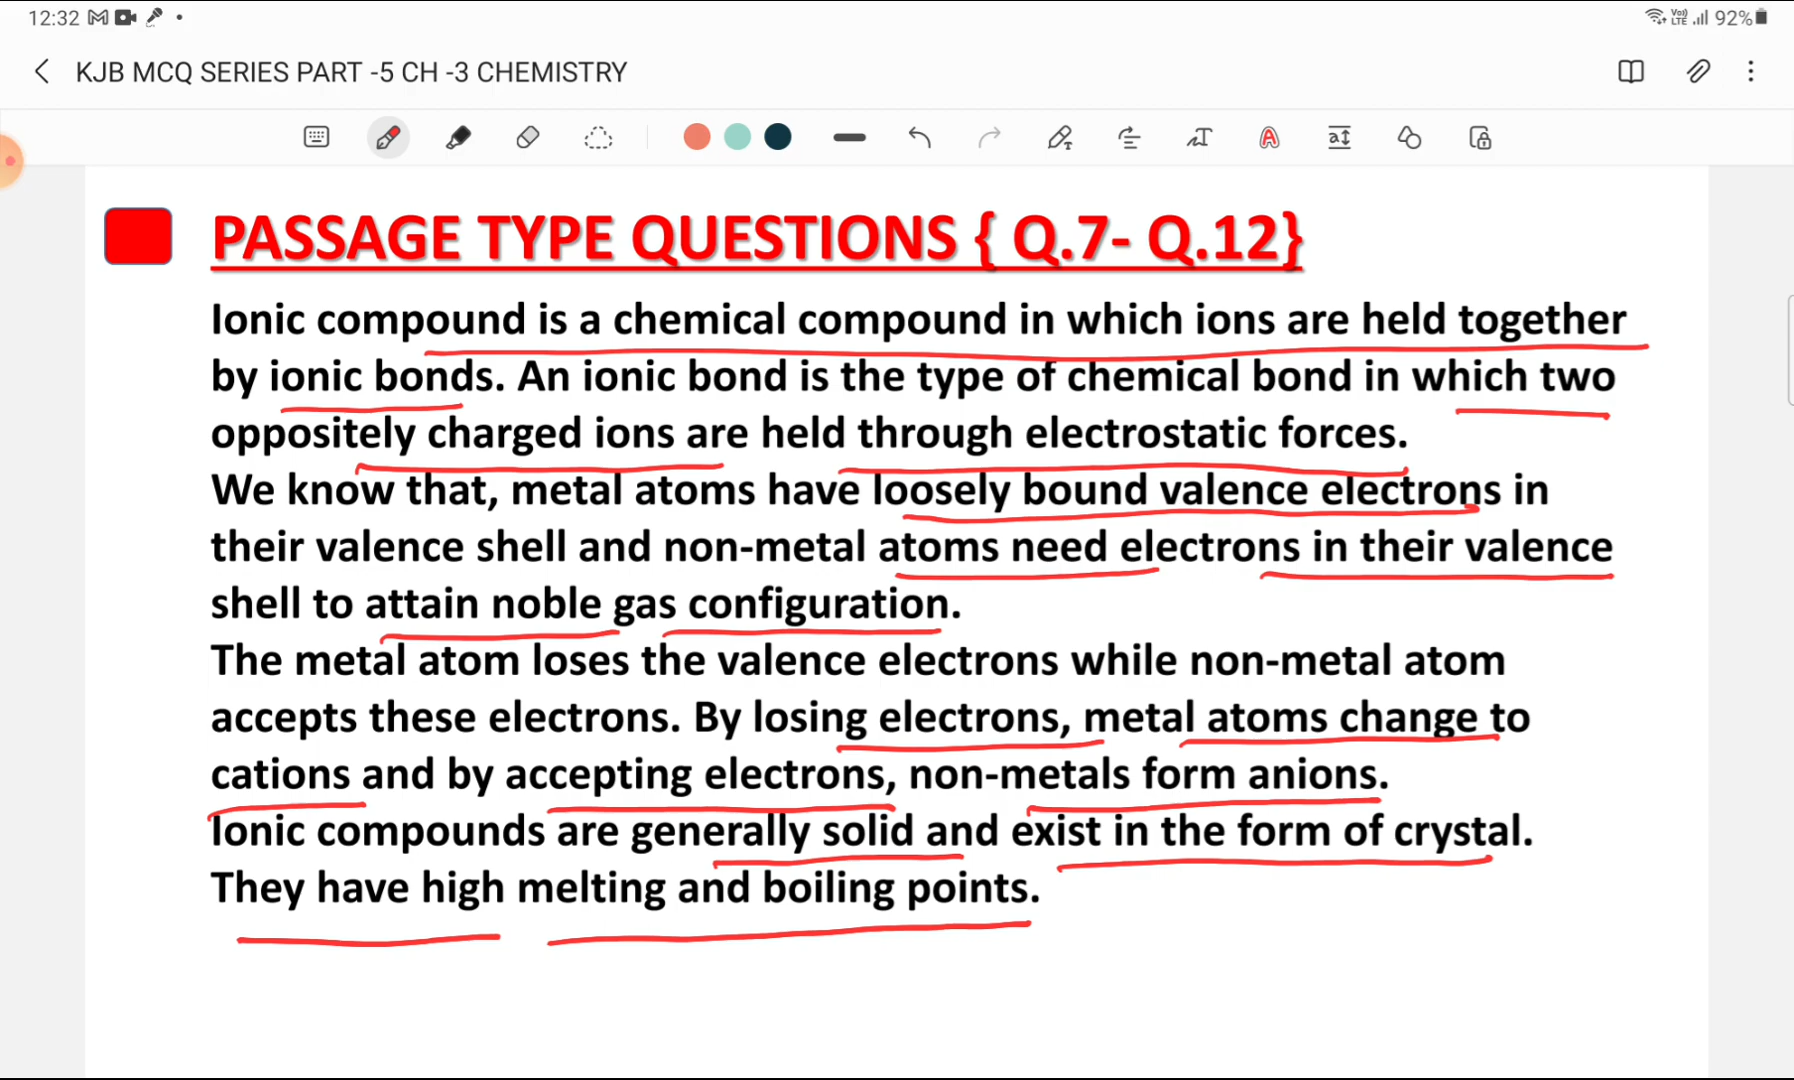 12:32
92%
KJB MCQ SERIES PART -5 CH -3 CHEMISTRY
PASSAGE TYPE QUESTIONS { Q.7- Q.12}
Ionic compound is a chemical compound in which ions are held together
by ionic bonds. An ionic bond is the type of chemical bond in which two
oppositely charged ions are held through electrostatic forces.
We know that, metal atoms have loosely bound valence electrons in
their valence shell and non-metal atoms need electrons in their valence
shell to attain noble gas configuration.
The metal atom loses the valence electrons while non-metal atom
accepts these electrons. By losing electrons, metal atoms change to
cations and by accepting electrons, non-metals form anions.
Ionic compounds are generally solid and exist in the form of crystal.
They have high melting and boiling points.